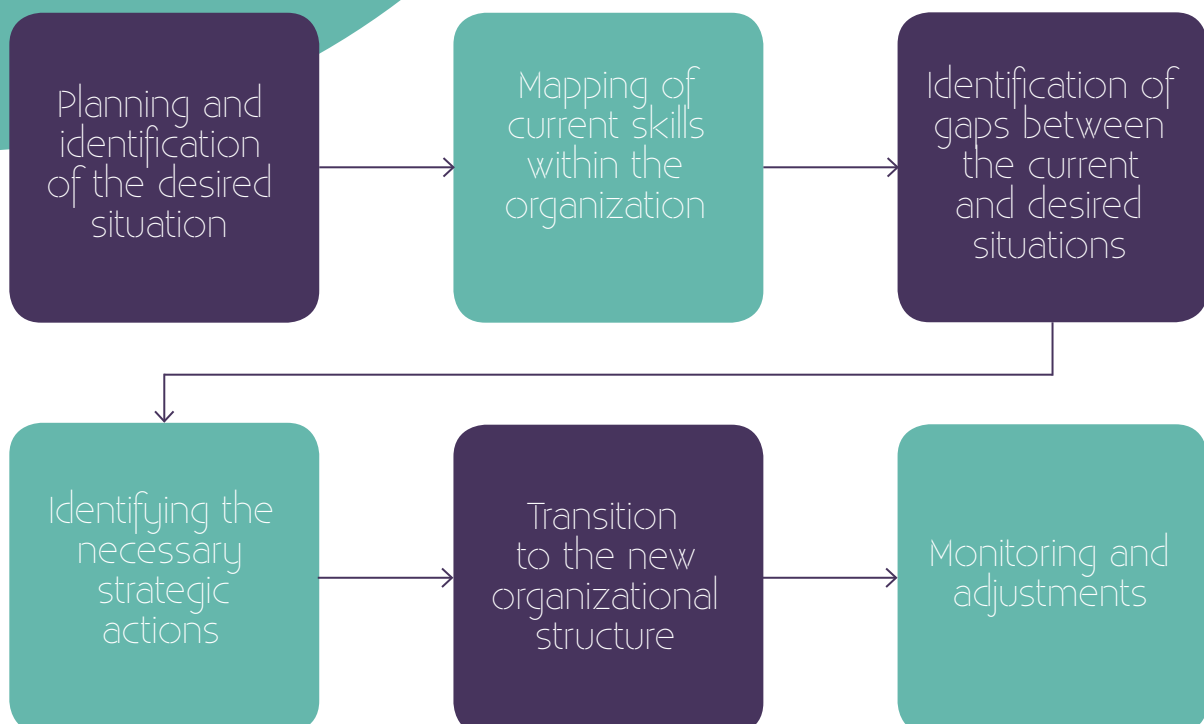 Planning and
identification
of the desired
situation
Mapping of
current skills
within the
organization
Identification of
gaps between
the current
and desired
situations
Identifying the
necessary
strategic
actions
Transition
to the new
organizational
structure
Monitoring and
adjustments